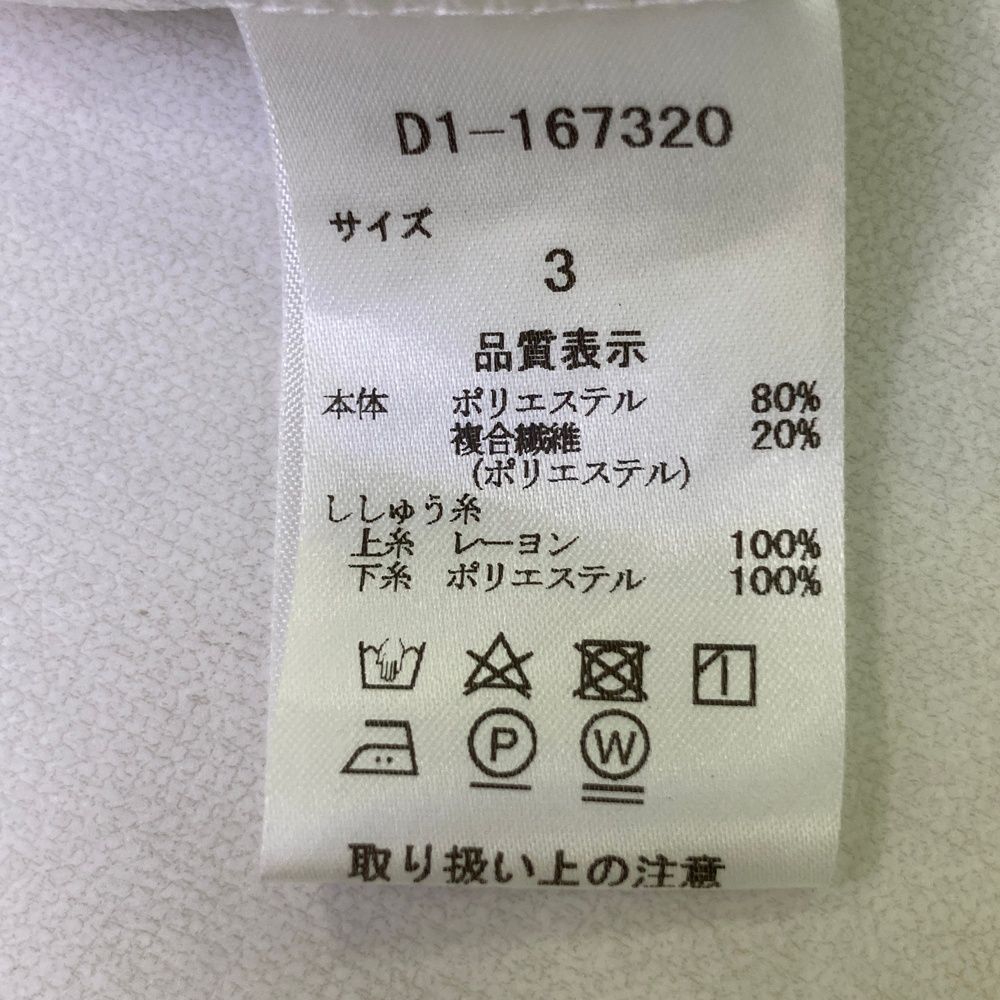 D1-167320
サイズ
3
品質表示
本体 ポリエステル 80%
複合繊維 20%
(ポリエステル)
ししゅう糸
上糸 レーヨン 100%
下糸 ポリエステル 100%
P W
取り扱い上の注意